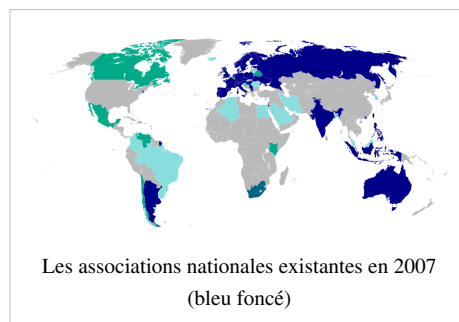 Les associations nationales existantes en 2007
(bleu foncé)